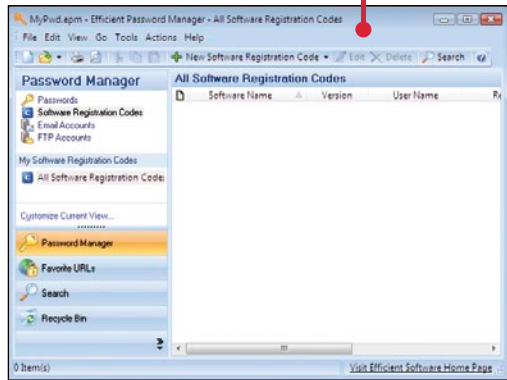 MyPwd.epm - Efficient Password Manager - All Software Registration Codes
File Edit View Go Tools Actions Help
New Software Registration Code Edit Delete Search
Password Manager
Passwords
Software Registration Codes
Email Accounts
FTP Accounts
My Software Registration Codes
All Software Registration Code
Customize Current View...
Password Manager
Favorite URLs
Search
Recycle Bin
All Software Registration Codes
Software Name Version User Name Re
0 Item(s) Visit Efficient Software Home Page